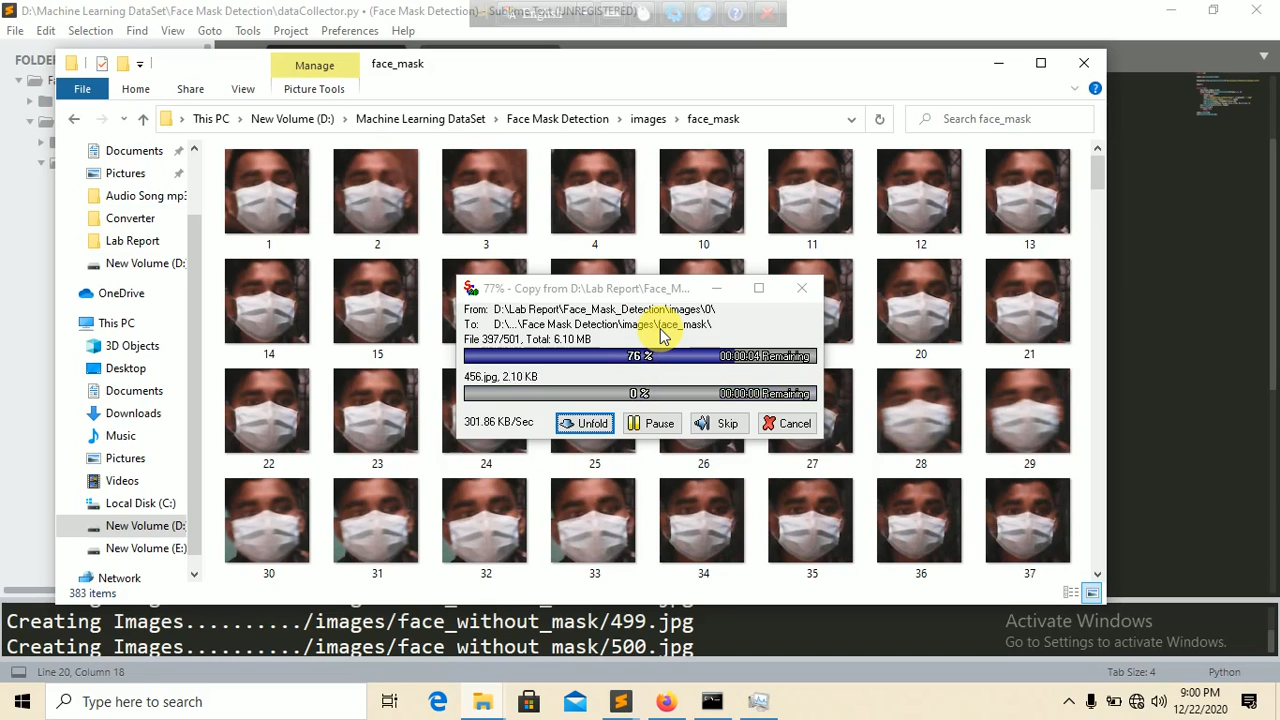 D:\Machine Learning DataSet\Face Mask Detection\dataCollector.py • (Face Mask Detection) - Sublime Text (UNREGISTERED)
File Edit Selection Find View Goto Tools Project Preferences Help
FOLDER
Manage
face_mask
File Home Share View Picture Tools
This PC > New Volume (D:) > Machine Learning DataSet > Face Mask Detection > images > face_mask
Search face_mask
Documents
Pictures
Audio Song mp3
Converter
Lab Report
New Volume (D:
OneDrive
This PC
3D Objects
Desktop
Documents
Downloads
Music
Pictures
Videos
Local Disk (C:)
New Volume (D:
New Volume (E:)
Network
1 2 3 4 10 11 12 13
14 15 20 21
22 23 24 25 26 27 28 29
30 31 32 33 34 35 36 37
77% - Copy from D:\Lab Report\Face_M...
From: D:\Lab Report\Face_Mask_Detection\images\0\
To: D:\...\Face Mask Detection\images\face_mask\
File 397/501, Total: 6.10 MB
76 % 00:00:04 Remaining
456.jpg, 2.10 KB
0 % 00:00:00 Remaining
301.86 KB/Sec Unfold Pause Skip Cancel
383 items
Creating Images........../images/face_without_mask/499.jpg
Creating Images........../images/face_without_mask/500.jpg
Activate Windows
Go to Settings to activate Windows.
Line 20, Column 18
Tab Size: 4
Python
Type here to search
9:00 PM
12/22/2020